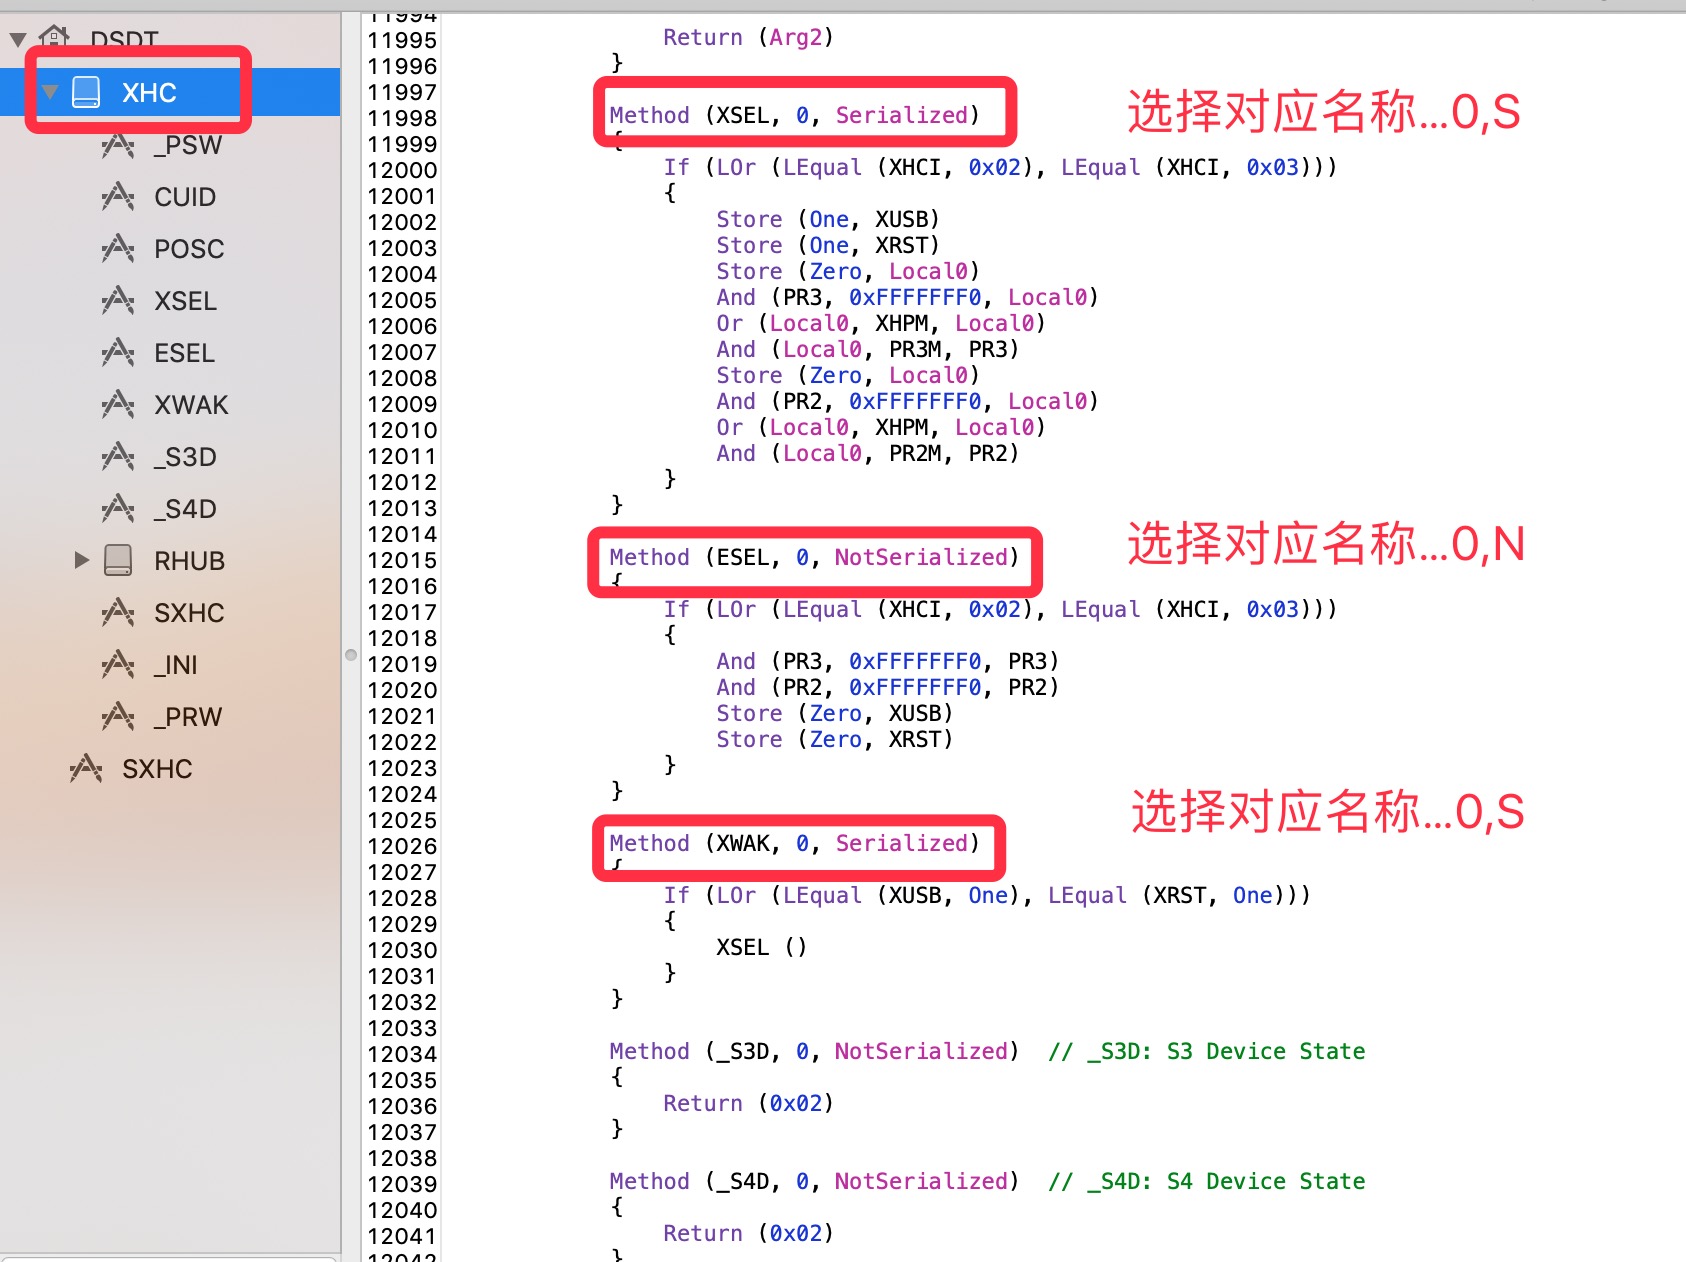 DSDT
XHC
_PSW
CUID
POSC
XSEL
ESEL
XWAK
_S3D
_S4D
RHUB
SXHC
_INI
_PRW
SXHC
11994
11995 Return (Arg2)
11996 }
11997
11998 Method (XSEL, 0, Serialized)
11999 {
12000 If (LOr (LEqual (XHCI, 0x02), LEqual (XHCI, 0x03)))
12001 {
12002 Store (One, XUSB)
12003 Store (One, XRST)
12004 Store (Zero, Local0)
12005 And (PR3, 0xFFFFFFF0, Local0)
12006 Or (Local0, XHPM, Local0)
12007 And (Local0, PR3M, PR3)
12008 Store (Zero, Local0)
12009 And (PR2, 0xFFFFFFF0, Local0)
12010 Or (Local0, XHPM, Local0)
12011 And (Local0, PR2M, PR2)
12012 }
12013 }
12014
12015 Method (ESEL, 0, NotSerialized)
12016 {
12017 If (LOr (LEqual (XHCI, 0x02), LEqual (XHCI, 0x03)))
12018 {
12019 And (PR3, 0xFFFFFFF0, PR3)
12020 And (PR2, 0xFFFFFFF0, PR2)
12021 Store (Zero, XUSB)
12022 Store (Zero, XRST)
12023 }
12024 }
12025
12026 Method (XWAK, 0, Serialized)
12027 {
12028 If (LOr (LEqual (XUSB, One), LEqual (XRST, One)))
12029 {
12030 XSEL ()
12031 }
12032 }
12033
12034 Method (_S3D, 0, NotSerialized) // _S3D: S3 Device State
12035 {
12036 Return (0x02)
12037 }
12038
12039 Method (_S4D, 0, NotSerialized) // _S4D: S4 Device State
12040 {
12041 Return (0x02)
12042 }
选择对应名称...0,S
选择对应名称...0,N
选择对应名称...0,S